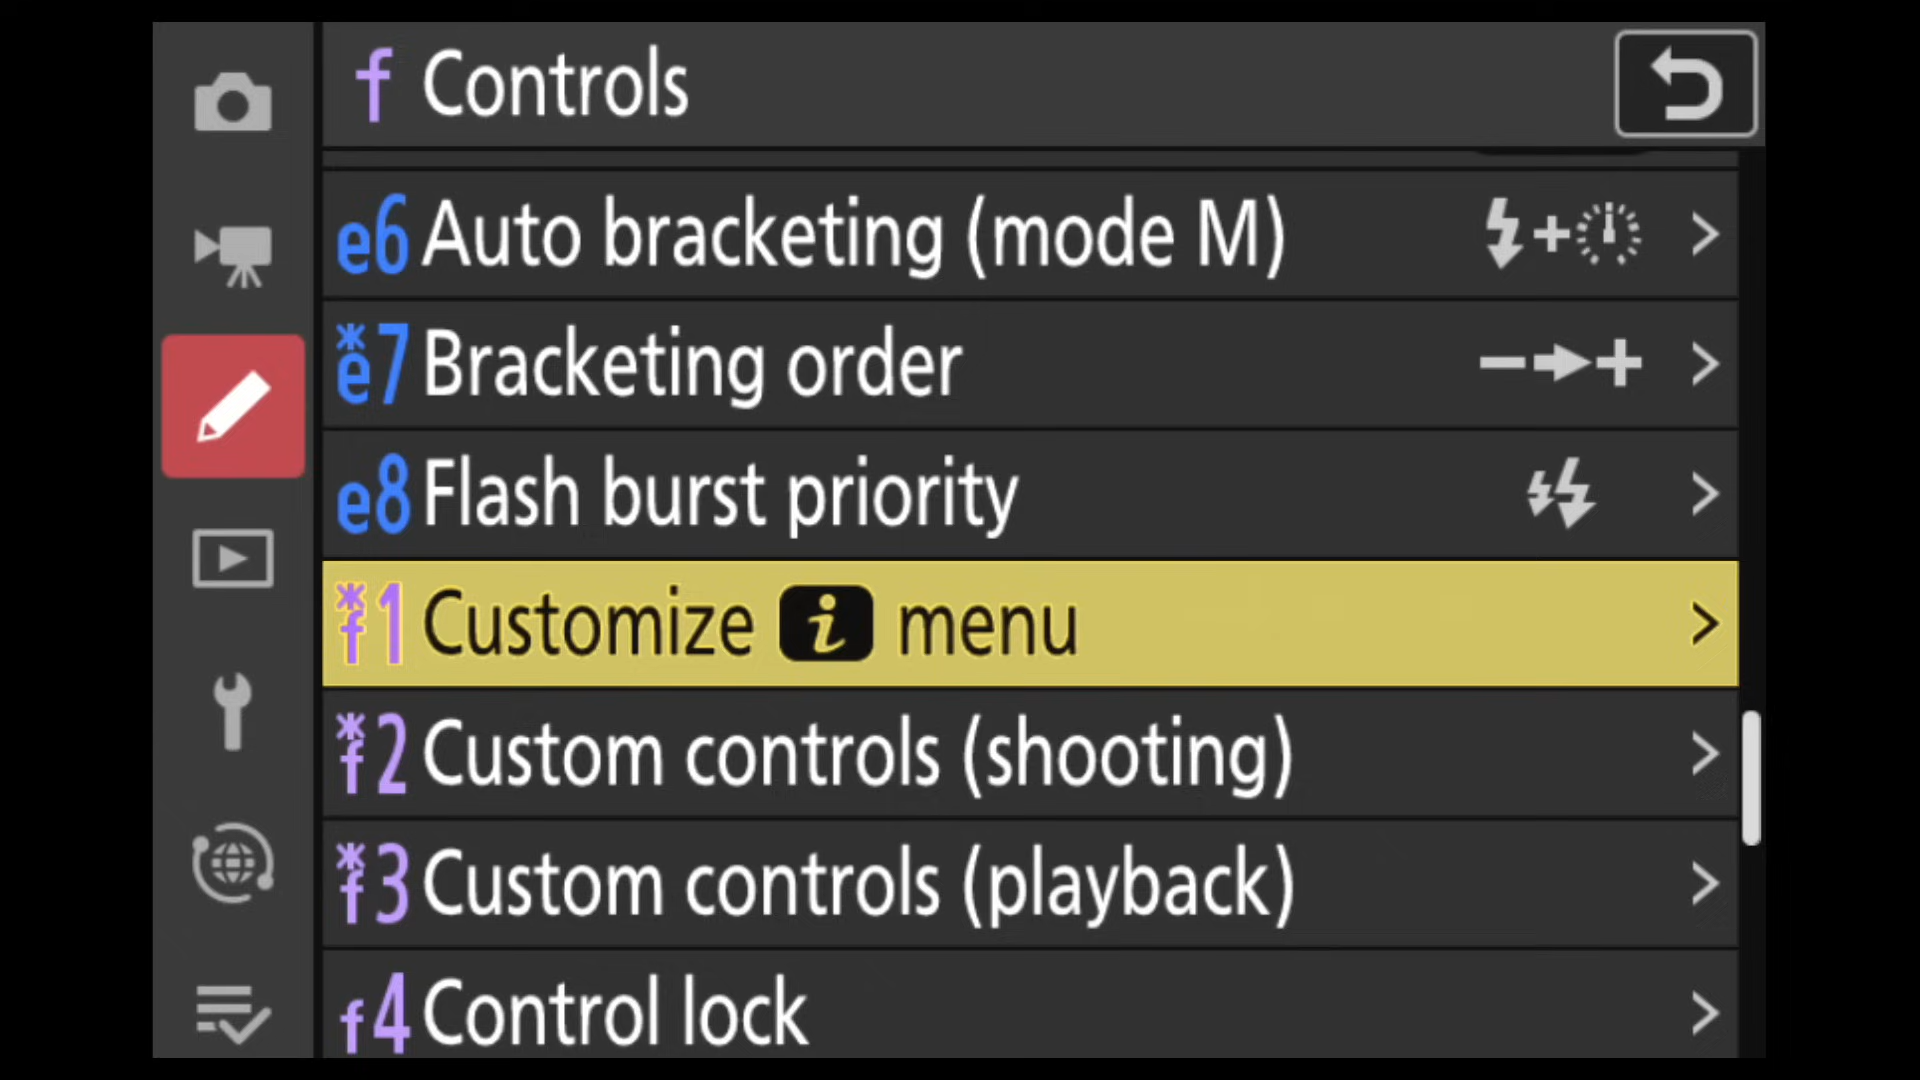 f Controls
e6 Auto bracketing (mode M)
*e7 Bracketing order
e8 Flash burst priority
*f1 Customize i menu
*f2 Custom controls (shooting)
*f3 Custom controls (playback)
f4 Control lock